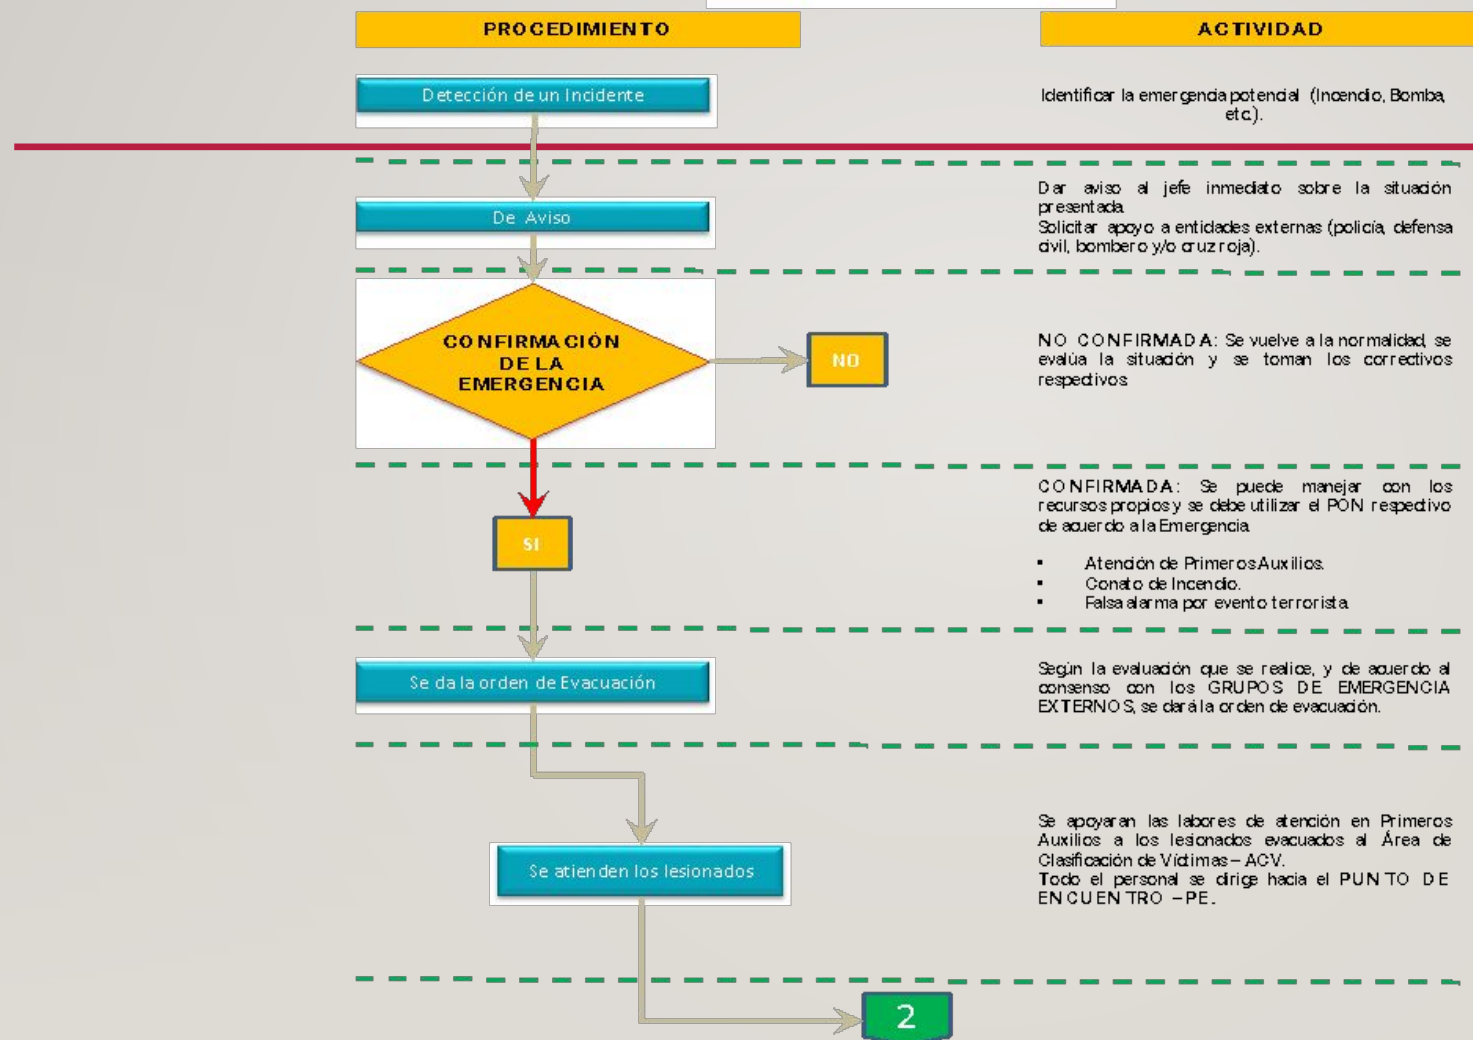 PROCEDIMIENTO
ACTIVIDAD
Detección de un Incidente
Identificar la emergencia potencial (Incendio, Bomba,
etc.).
De Aviso
Dar aviso al jefe inmediato sobre la situación
presentada.
Solicitar apoyo a entidades externas (policía, defensa
civil, bombero y/o cruz roja).
CONFIRMACIÓN
DE LA
EMERGENCIA
NO
NO CONFIRMADA: Se vuelve a la normalidad, se
evalúa la situación y se toman los correctivos
respectivos.
SI
CONFIRMADA: Se puede manejar con los
recursos propios y se debe utilizar el PON respectivo
de acuerdo a la Emergencia.
▪ Atención de Primeros Auxilios.
▪ Conato de Incendio.
▪ Falsa alarma por evento terrorista.
Se da la orden de Evacuación
Según la evaluación que se realice, y de acuerdo al
consenso con los GRUPOS DE EMERGENCIA
EXTERNOS, se dará la orden de evacuación.
Se atienden los lesionados
Se apoyaran las labores de atención en Primeros
Auxilios a los lesionados evacuados al Área de
Clasificación de Víctimas – ACV.
Todo el personal se dirige hacia el PUNTO DE
ENCUENTRO – PE.
2